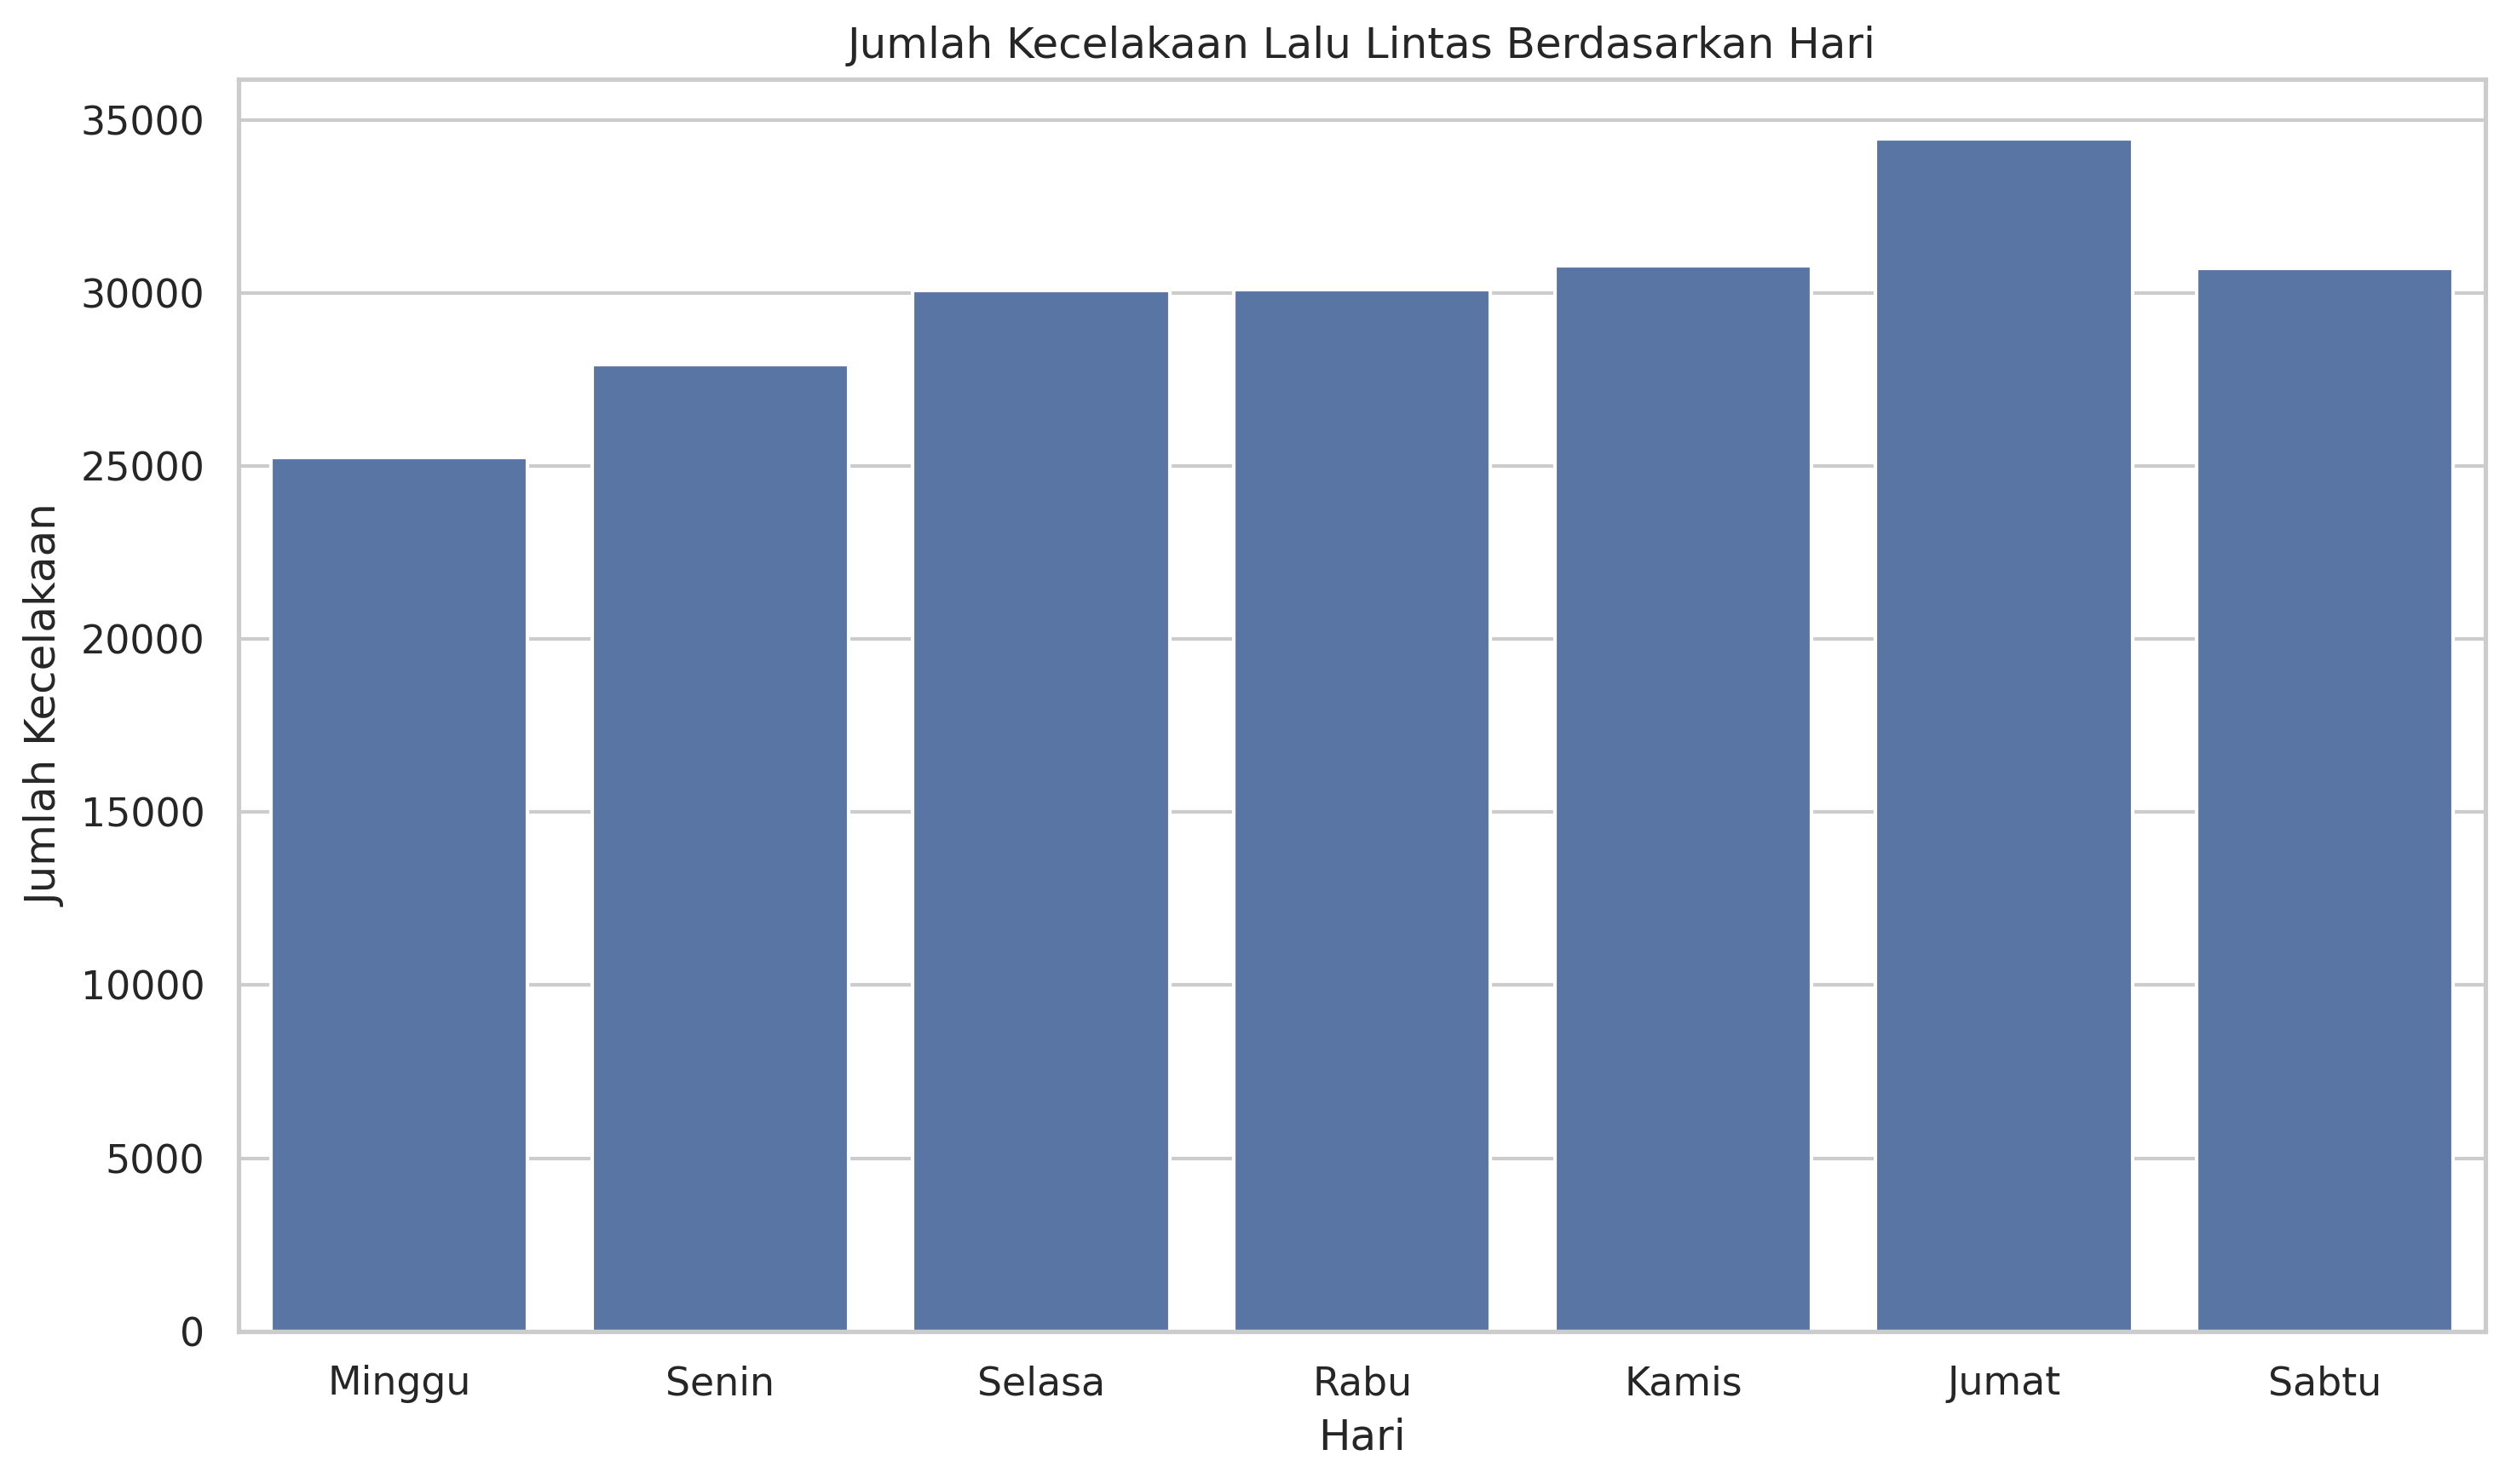 Jumlah Kecelakaan Lalu Lintas Berdasarkan Hari
Jumlah Kecelakaan
35000
30000
25000
20000
15000
10000
5000
0
Minggu Senin Selasa Rabu Kamis Jumat Sabtu
Hari